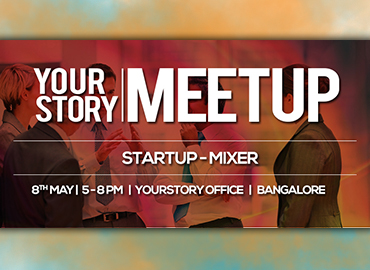 YOUR STORY | MEETUP
STARTUP – MIXER
8TH MAY | 5 - 8 PM | YOURSTORY OFFICE | BANGALORE